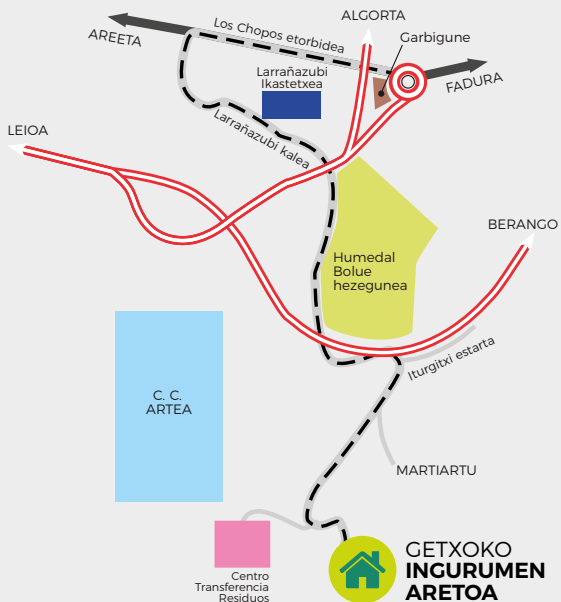 ALGORTA
Los Chopos etorbidea
AREETA
Garbigune
FADURA
Larrañazubi
Ikastetxea
Larrañazubi kalea
LEIOA
BERANGO
Humedal
Bolue
hezegunea
Iturgitxi estarta
C. C.
ARTEA
MARTIARTU
Centro
Transferencia
Residuos
GETXOKO
INGURUMEN
ARETOA